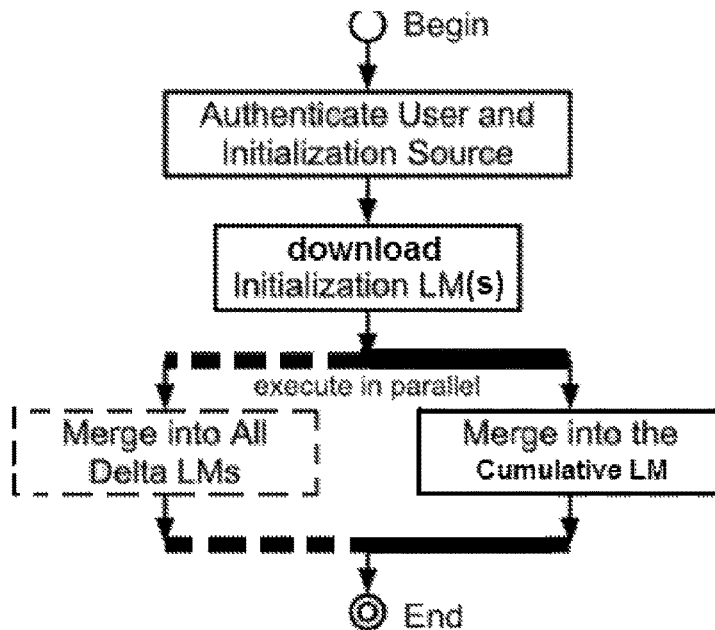 Begin
Authenticate User and
Initialization Source
download
Initialization LM(s)
execute in parallel
Merge into All
Delta LMs
Merge into the
Cumulative LM
End